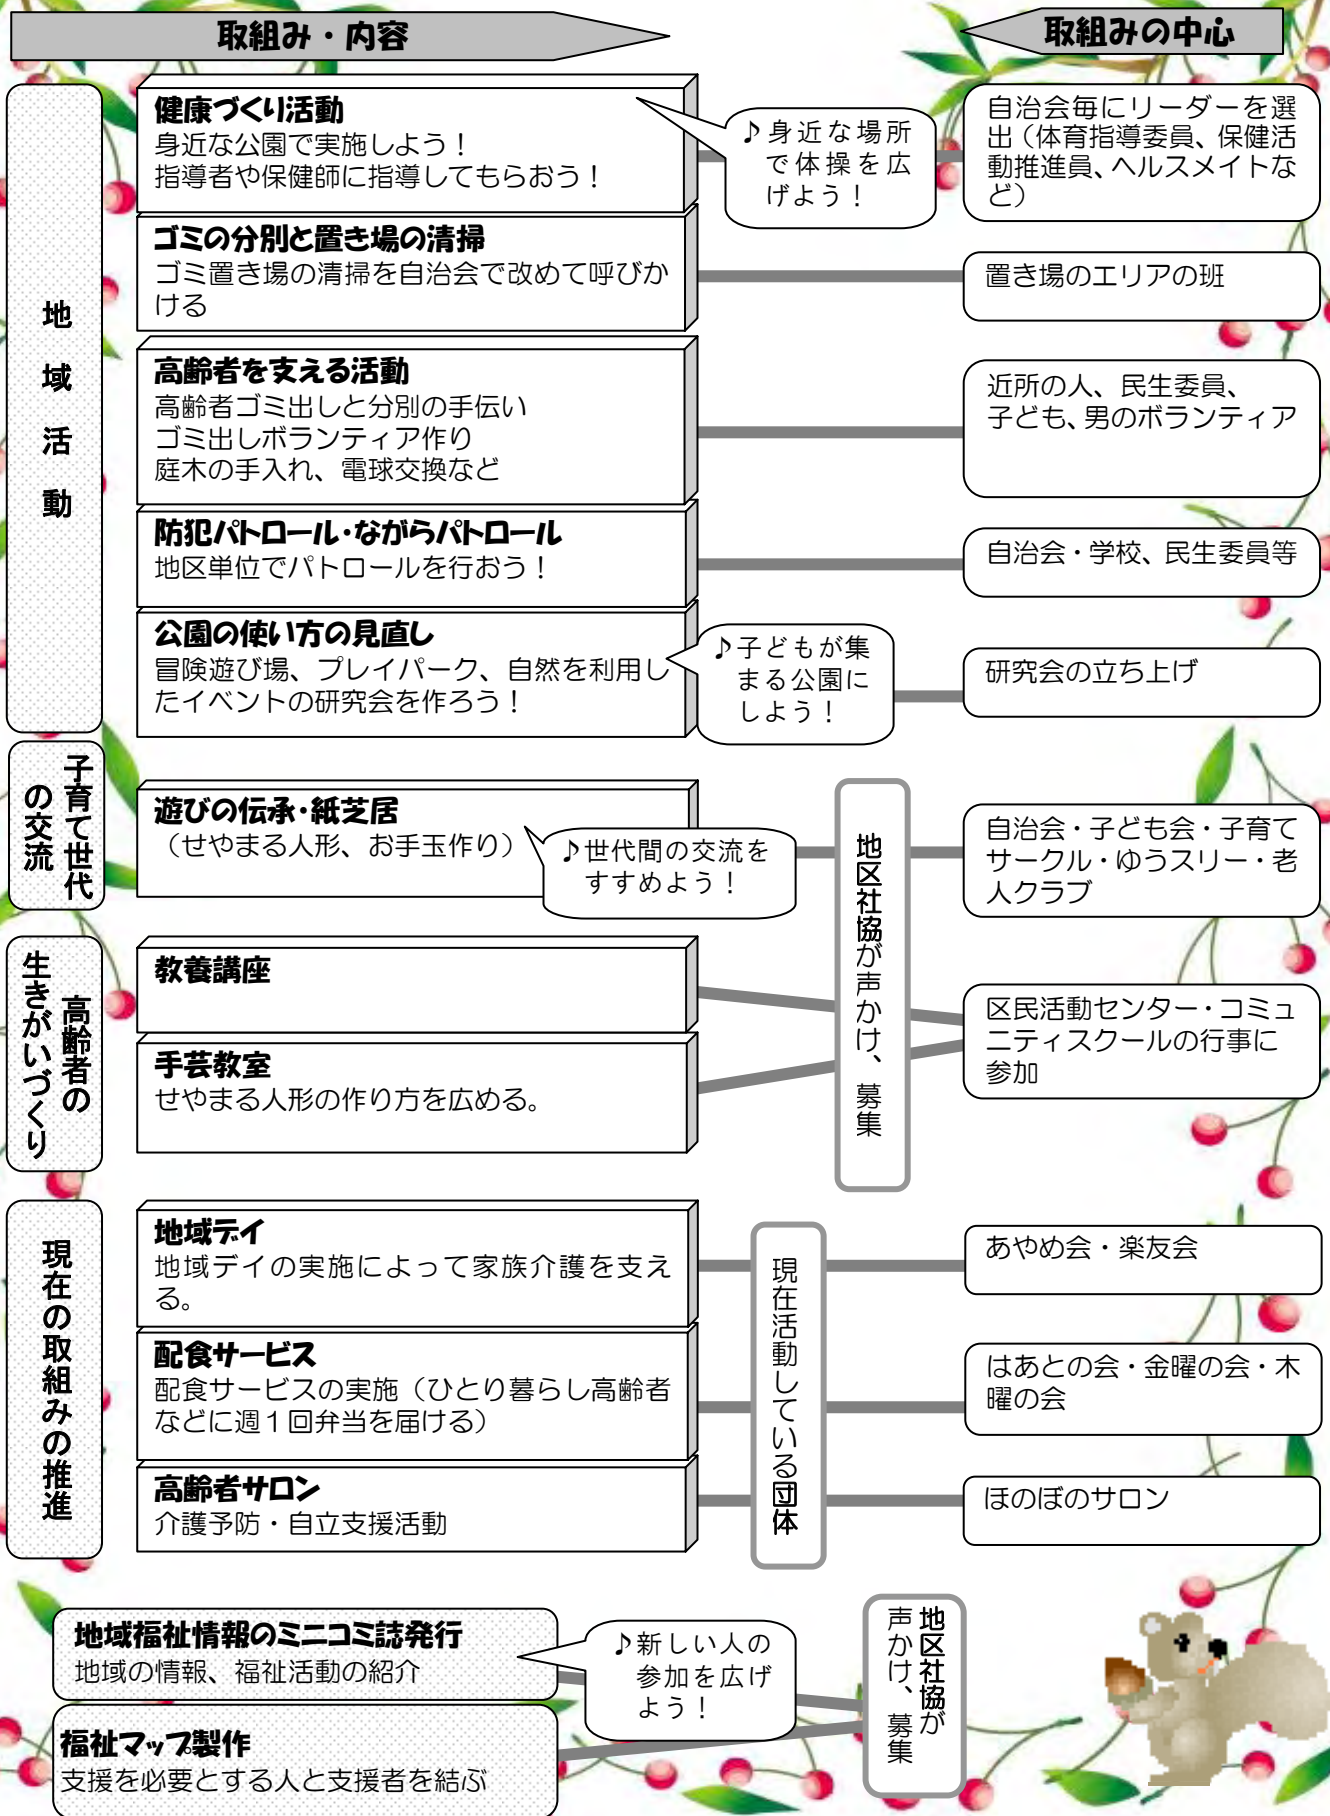 取組み・内容
取組みの中心
地域活動
健康づくり活動
身近な公園で実施しよう！
指導者や保健師に指導してもらおう！
♪身近な場所
で体操を広
げよう！
自治会毎にリーダーを選
出（体育指導委員、保健活
動推進員、ヘルスメイトな
ど）
ゴミの分別と置き場の清掃
ゴミ置き場の清掃を自治会で改めて呼びか
ける
置き場のエリアの班
高齢者を支える活動
高齢者ゴミ出しと分別の手伝い
ゴミ出しボランティア作り
庭木の手入れ、電球交換など
近所の人、民生委員、
子ども、男のボランティア
防犯パトロール・ながらパトロール
地区単位でパトロールを行おう！
自治会・学校、民生委員等
公園の使い方の見直し
冒険遊び場、プレイパーク、自然を利用し
たイベントの研究会を作ろう！
♪子どもが集
まる公園に
しよう！
研究会の立ち上げ
子育て世代
の交流
遊びの伝承・紙芝居
（せやまる人形、お手玉作り）
♪世代間の交流を
すすめよう！
地区社協が声かけ、募集
自治会・子ども会・子育て
サークル・ゆうスリー・老
人クラブ
高齢者の
生きがいづくり
教養講座
手芸教室
せやまる人形の作り方を広める。
区民活動センター・コミュ
ニティスクールの行事に
参加
現在の取組みの推進
地域デイ
地域デイの実施によって家族介護を支え
る。
現在活動している団体
あやめ会・楽友会
配食サービス
配食サービスの実施（ひとり暮らし高齢者
などに週１回弁当を届ける）
はあとの会・金曜の会・木
曜の会
高齢者サロン
介護予防・自立支援活動
ほのぼのサロン
地域福祉情報のミニコミ誌発行
地域の情報、福祉活動の紹介
♪新しい人の
参加を広げ
よう！
地区社協が
声かけ、募集
福祉マップ製作
支援を必要とする人と支援者を結ぶ